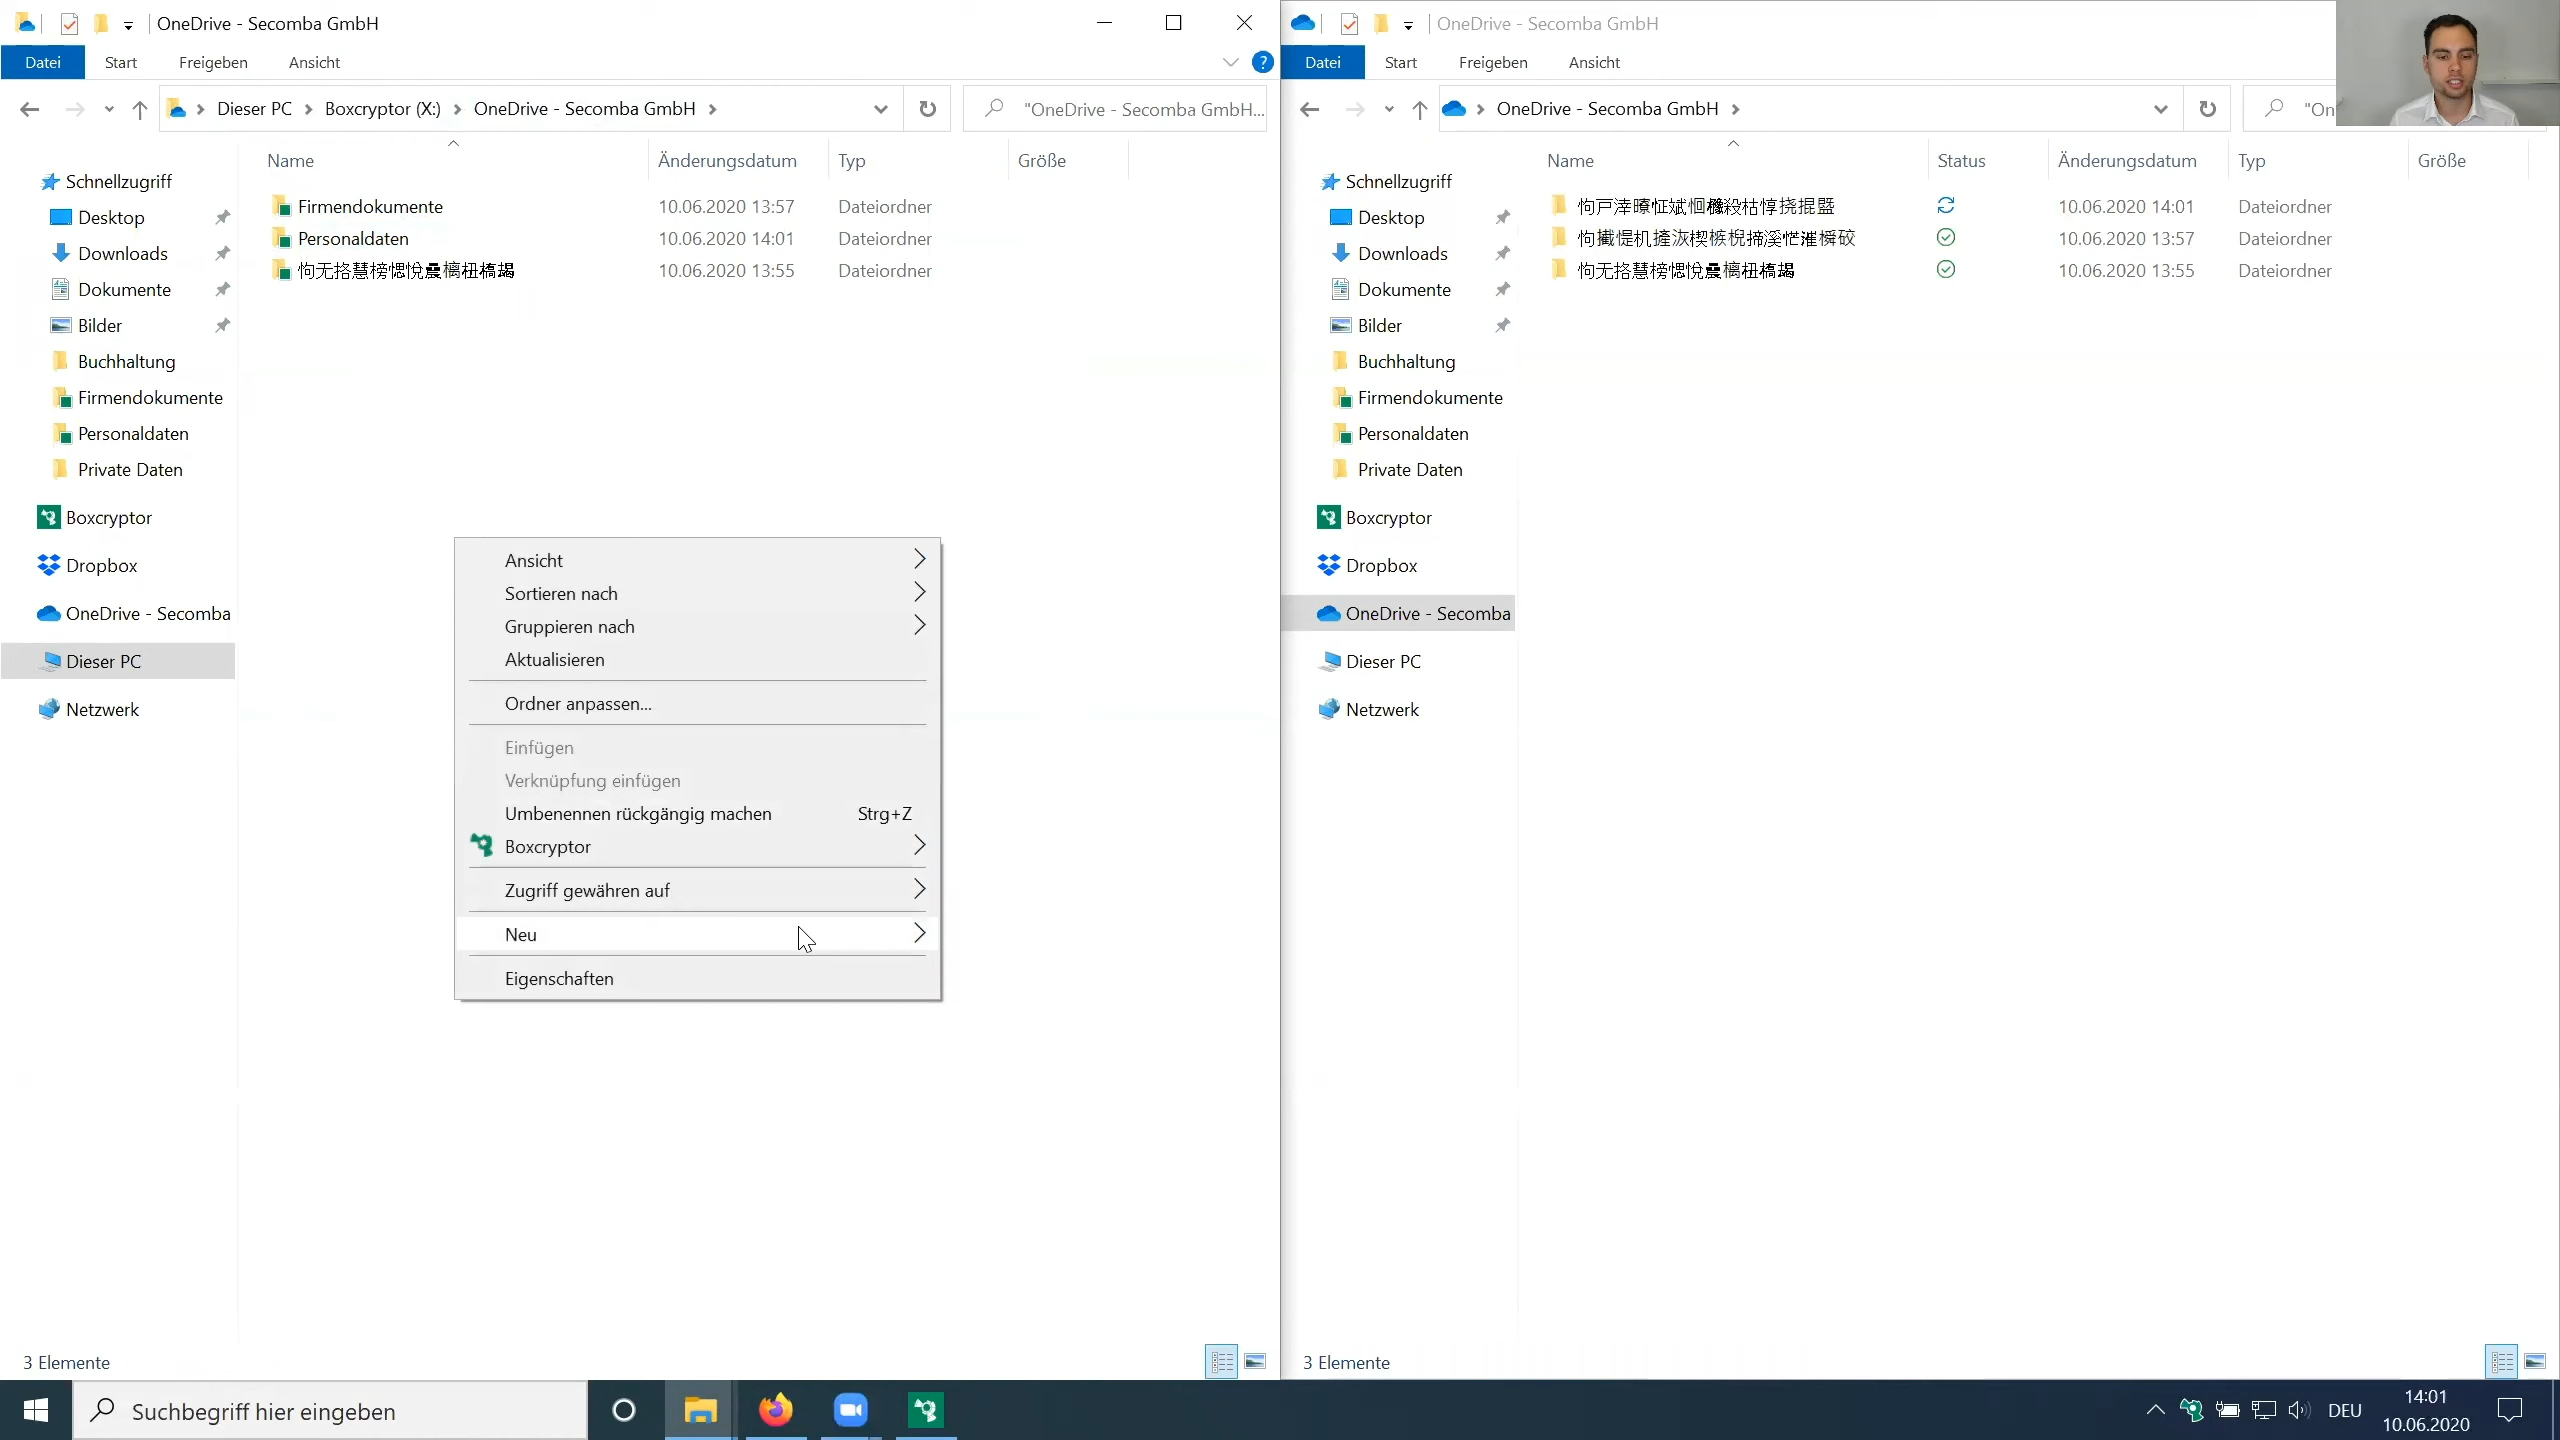 OneDrive - Secomba GmbH
Datei Start Freigeben Ansicht
Dieser PC Boxcryptor (X:) OneDrive - Secomba GmbH
"OneDrive - Secomba GmbH...
Name Änderungsdatum Typ Größe
Firmendokumente 10.06.2020 13:57 Dateiordner
Personaldaten 10.06.2020 14:01 Dateiordner
10.06.2020 13:55 Dateiordner
Schnellzugriff
Desktop
Downloads
Dokumente
Bilder
Buchhaltung
Firmendokumente
Personaldaten
Private Daten
Boxcryptor
Dropbox
OneDrive - Secomba
Dieser PC
Netzwerk
Ansicht
Sortieren nach
Gruppieren nach
Aktualisieren
Ordner anpassen...
Einfügen
Verknüpfung einfügen
Umbenennen rückgängig machen Strg+Z
Boxcryptor
Zugriff gewähren auf
Neu
Eigenschaften
3 Elemente
OneDrive - Secomba GmbH
Datei Start Freigeben Ansicht
OneDrive - Secomba GmbH
"On
Name Status Änderungsdatum Typ Größe
10.06.2020 14:01 Dateiordner
10.06.2020 13:57 Dateiordner
10.06.2020 13:55 Dateiordner
Schnellzugriff
Desktop
Downloads
Dokumente
Bilder
Buchhaltung
Firmendokumente
Personaldaten
Private Daten
Boxcryptor
Dropbox
OneDrive - Secomba
Dieser PC
Netzwerk
3 Elemente
Suchbegriff hier eingeben
DEU
14:01
10.06.2020